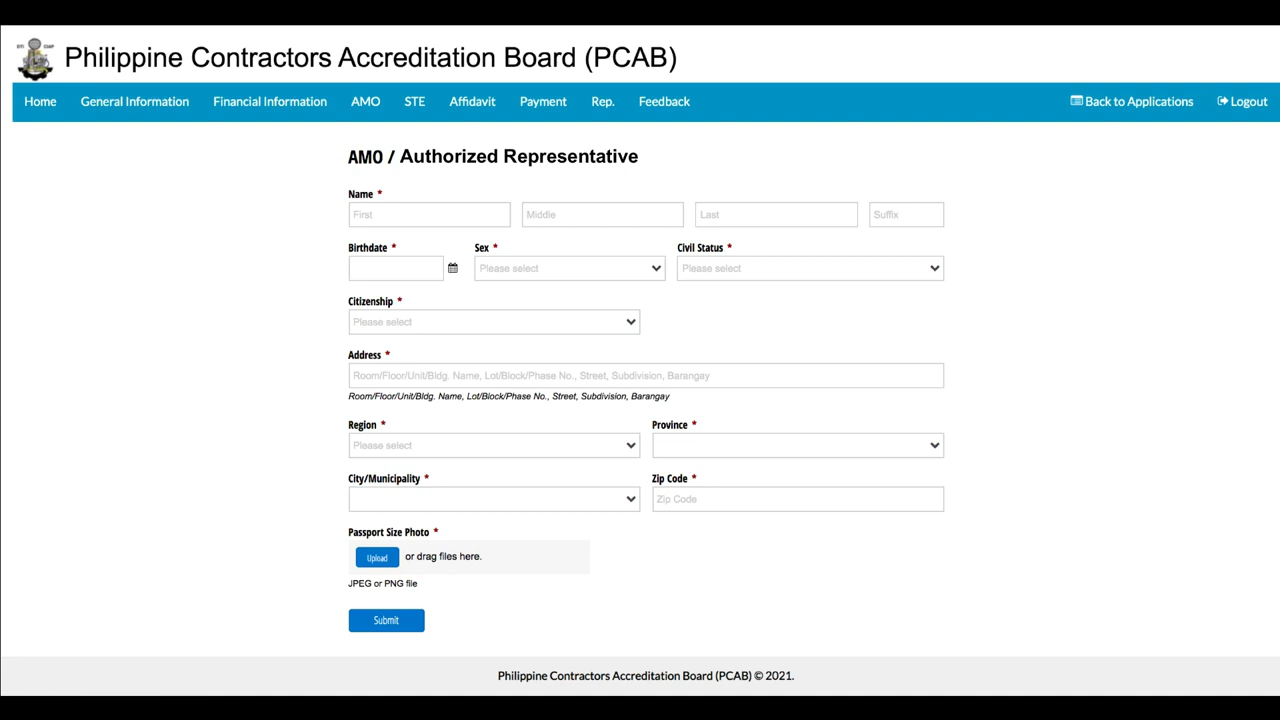 DTI CIAP
Philippine Contractors Accreditation Board (PCAB)
Home General Information Financial Information AMO STE Affidavit Payment Rep. Feedback Back to Applications Logout
AMO / Authorized Representative
Name *
First Middle Last Suffix
Birthdate * Sex * Civil Status *
Please select Please select
Citizenship *
Please select
Address *
Room/Floor/Unit/Bldg. Name, Lot/Block/Phase No., Street, Subdivision, Barangay
Room/Floor/Unit/Bldg. Name, Lot/Block/Phase No., Street, Subdivision, Barangay
Region * Province *
Please select
City/Municipality * Zip Code *
Zip Code
Passport Size Photo *
Upload or drag files here.
JPEG or PNG file
Submit
Philippine Contractors Accreditation Board (PCAB) © 2021.